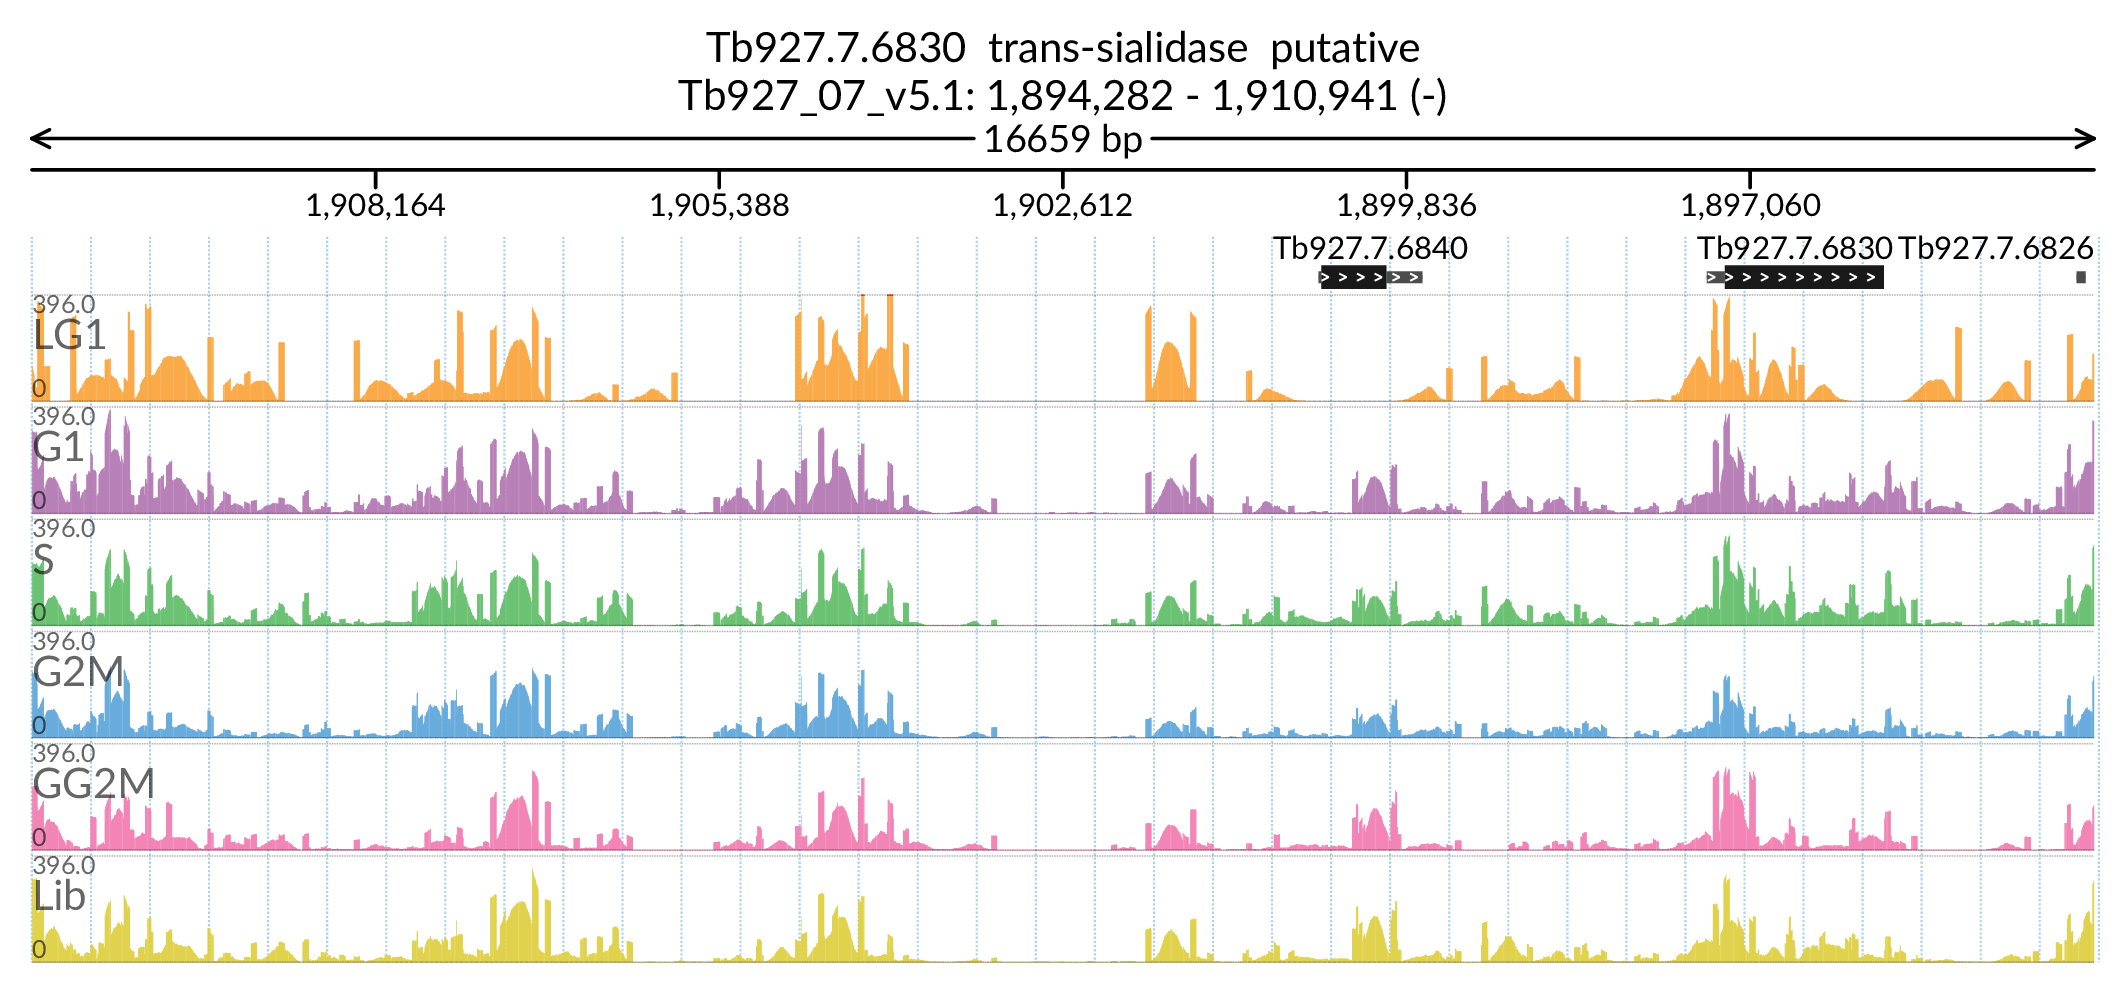 Tb927.7.6830 trans-sialidase putative
Tb927_07_v5.1: 1,894,282 - 1,910,941 (-)
16659 bp
1,908,164 1,905,388 1,902,612 1,899,836 1,897,060
Tb927.7.6840 Tb927.7.6830 Tb927.7.6826
396.0
LG1
0
396.0
G1
0
396.0
S
0
396.0
G2M
0
396.0
GG2M
0
396.0
Lib
0